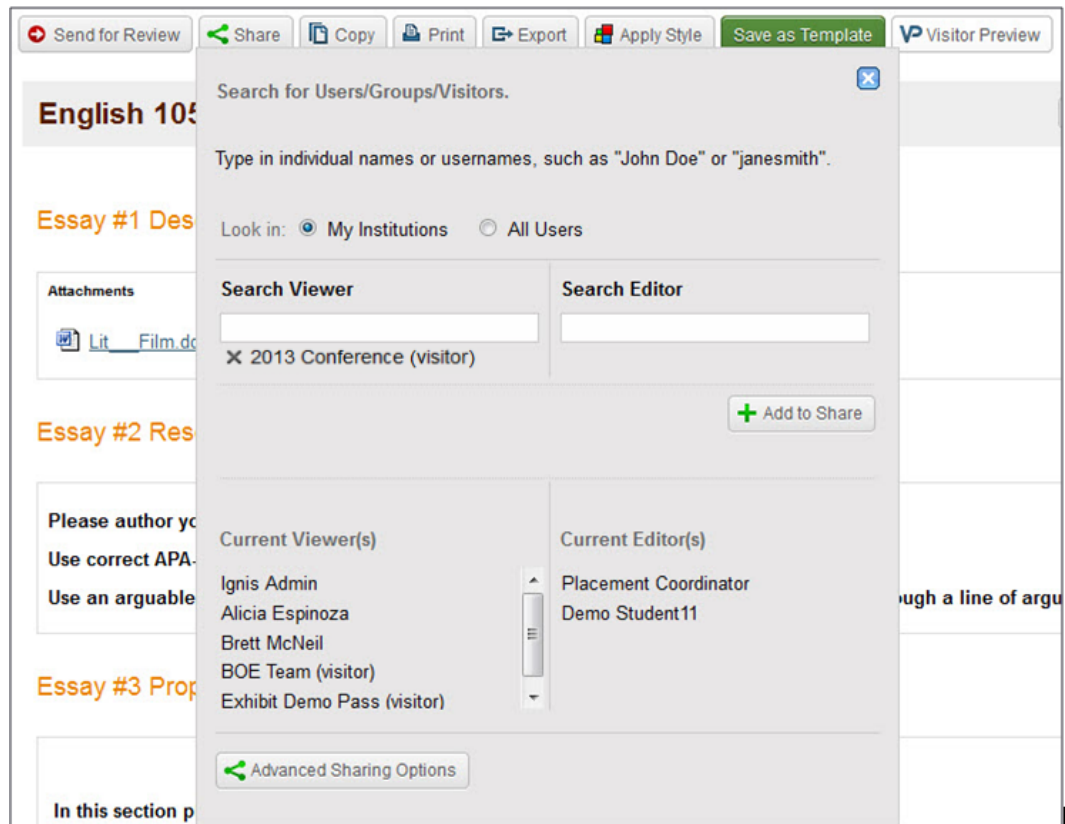 Send for Review Share Copy Print Export Apply Style Save as Template VP Visitor Preview
English 105
Search for Users/Groups/Visitors.
Type in individual names or usernames, such as "John Doe" or "janesmith".
Essay #1 Des
Look in: My Institutions All Users
Attachments
Lit___Film.do
Search Viewer Search Editor
2013 Conference (visitor)
Add to Share
Essay #2 Res
Please author yo
Use correct APA-
Use an arguable ough a line of argu
Current Viewer(s) Current Editor(s)
Ignis Admin Placement Coordinator
Alicia Espinoza Demo Student11
Brett McNeil
BOE Team (visitor)
Exhibit Demo Pass (visitor)
Essay #3 Prop
Advanced Sharing Options
In this section p